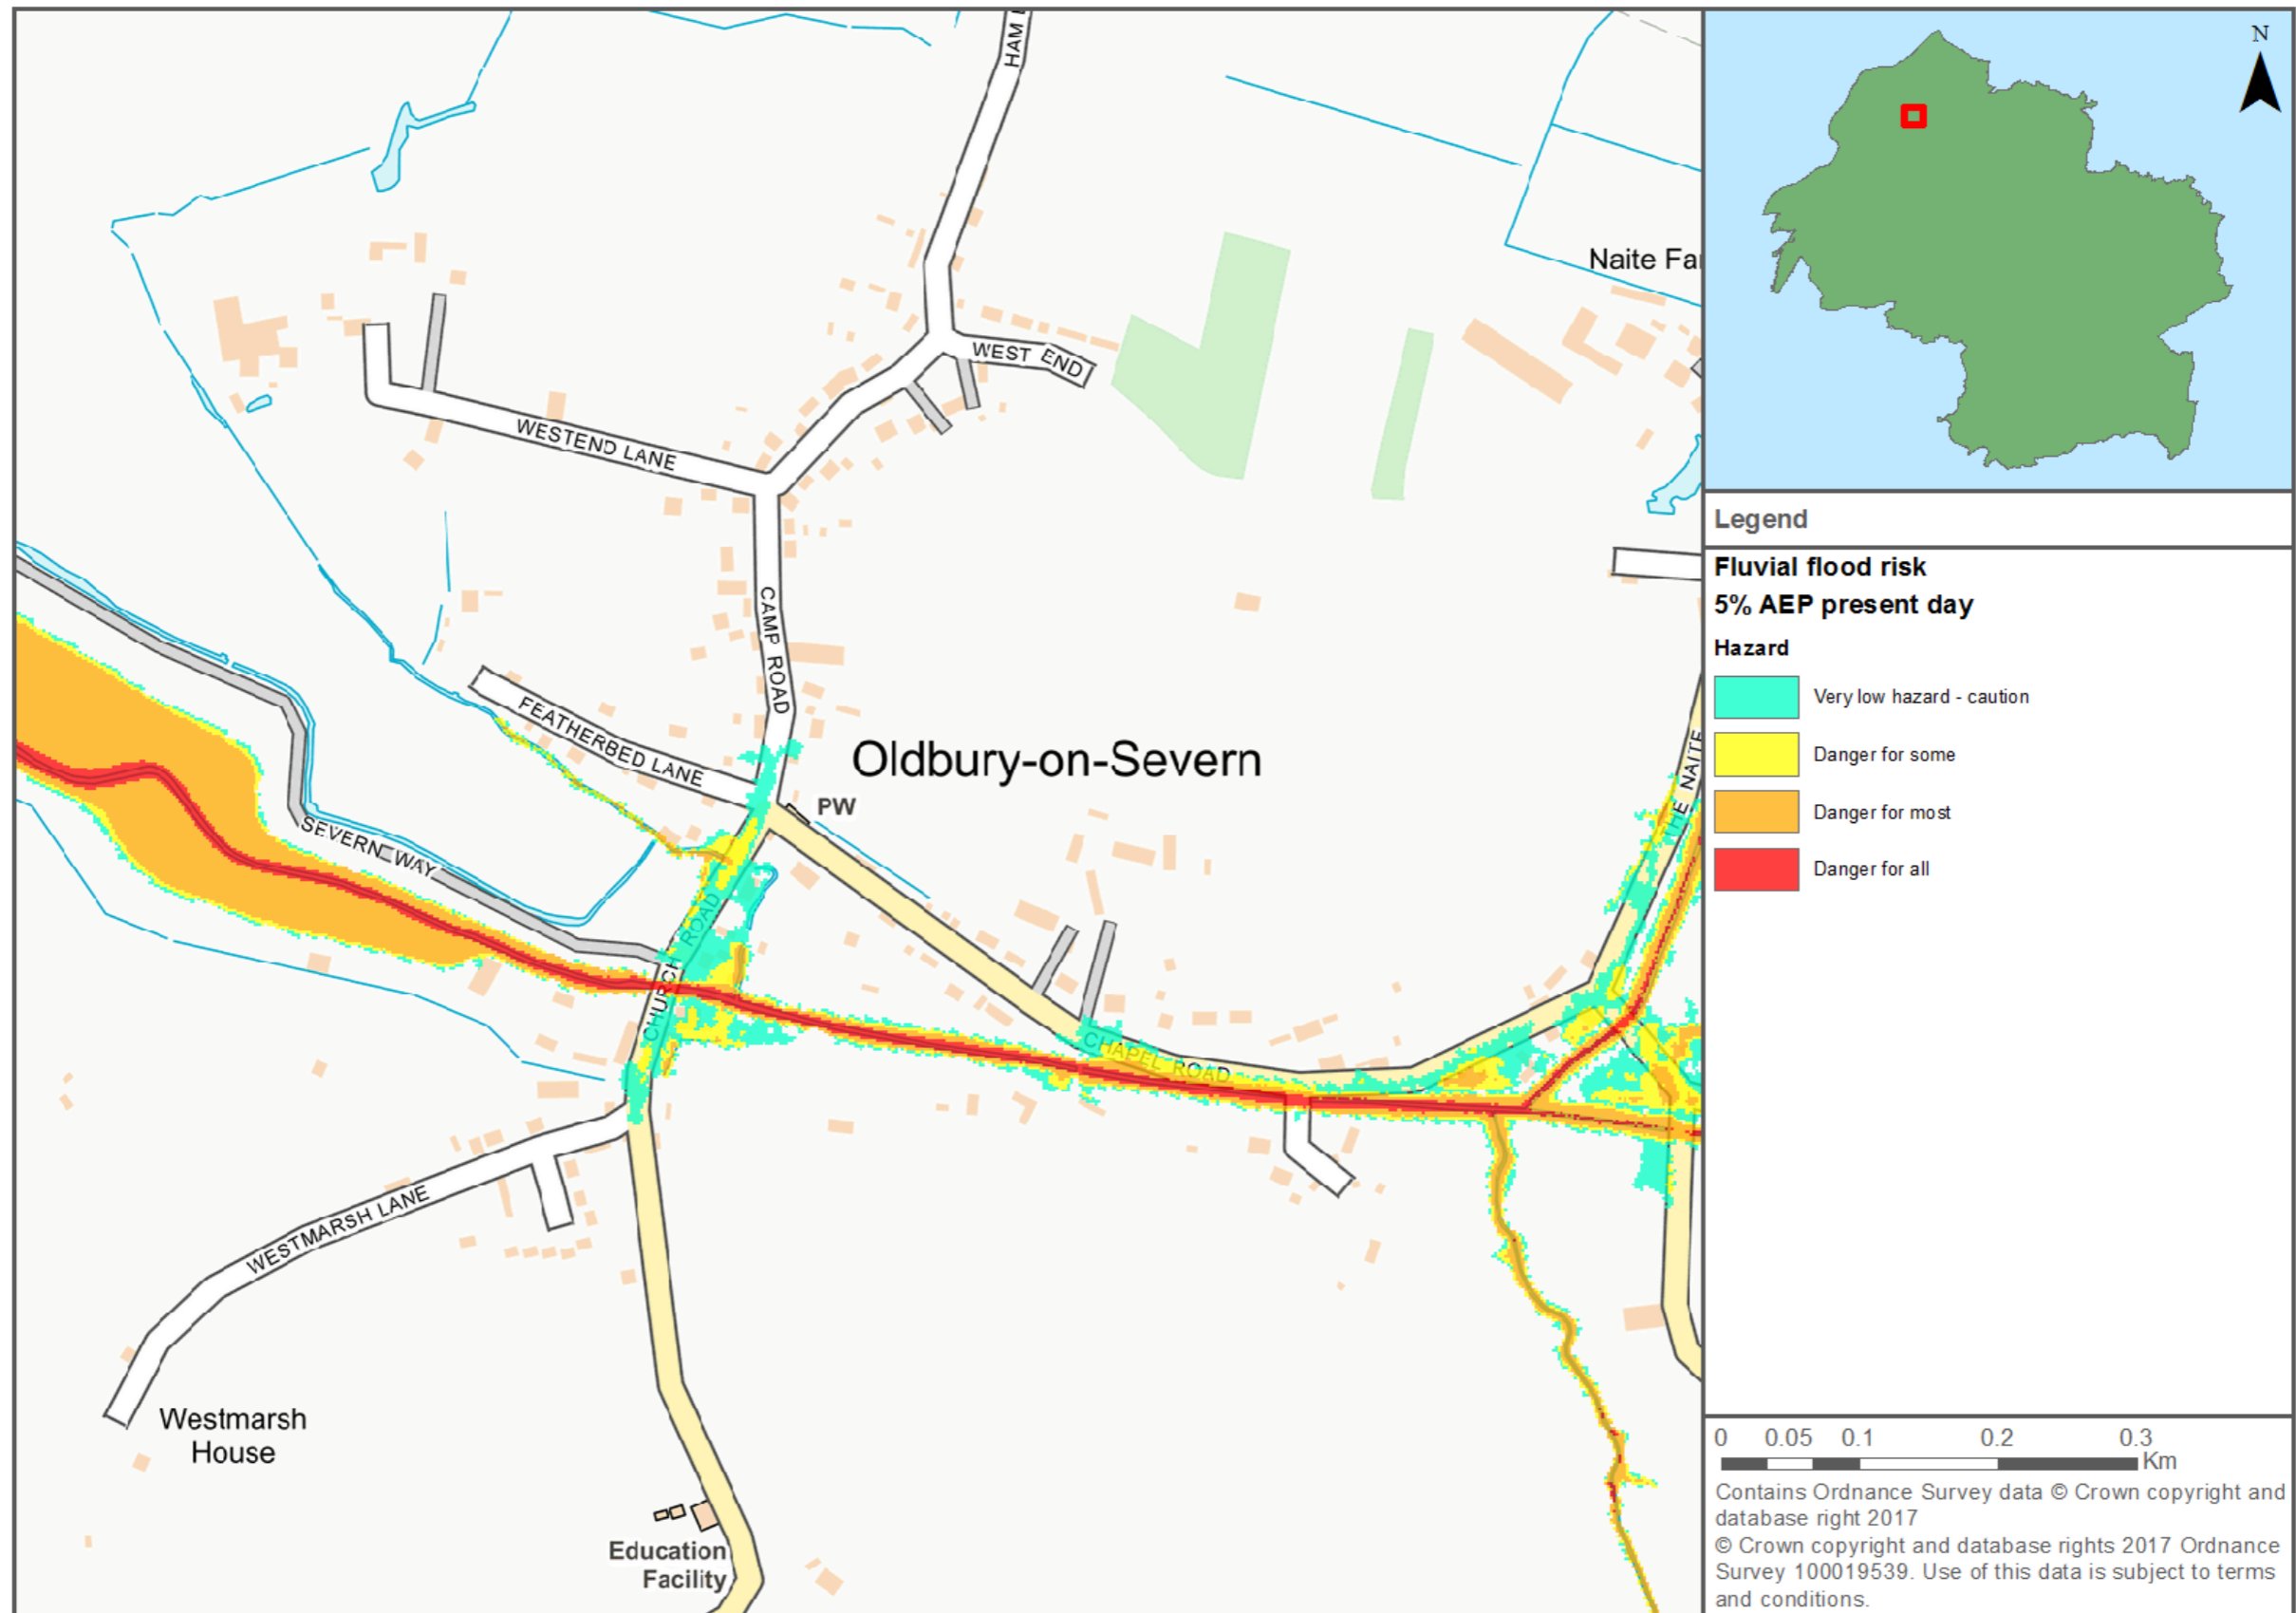 HAM
WEST END
Naite Fa
WESTEND LANE
CAMP ROAD
FEATHERBED LANE
Oldbury-on-Severn
PW
THE NAITE
SEVERN WAY
CHURCH ROAD
CHAPEL ROAD
WESTMARSH LANE
Westmarsh
House
Education
Facility
N
Legend
Fluvial flood risk
5% AEP present day
Hazard
Very low hazard - caution
Danger for some
Danger for most
Danger for all
0 0.05 0.1 0.2 0.3
Km
Contains Ordnance Survey data © Crown copyright and
database right 2017
© Crown copyright and database rights 2017 Ordnance
Survey 100019539. Use of this data is subject to terms
and conditions.